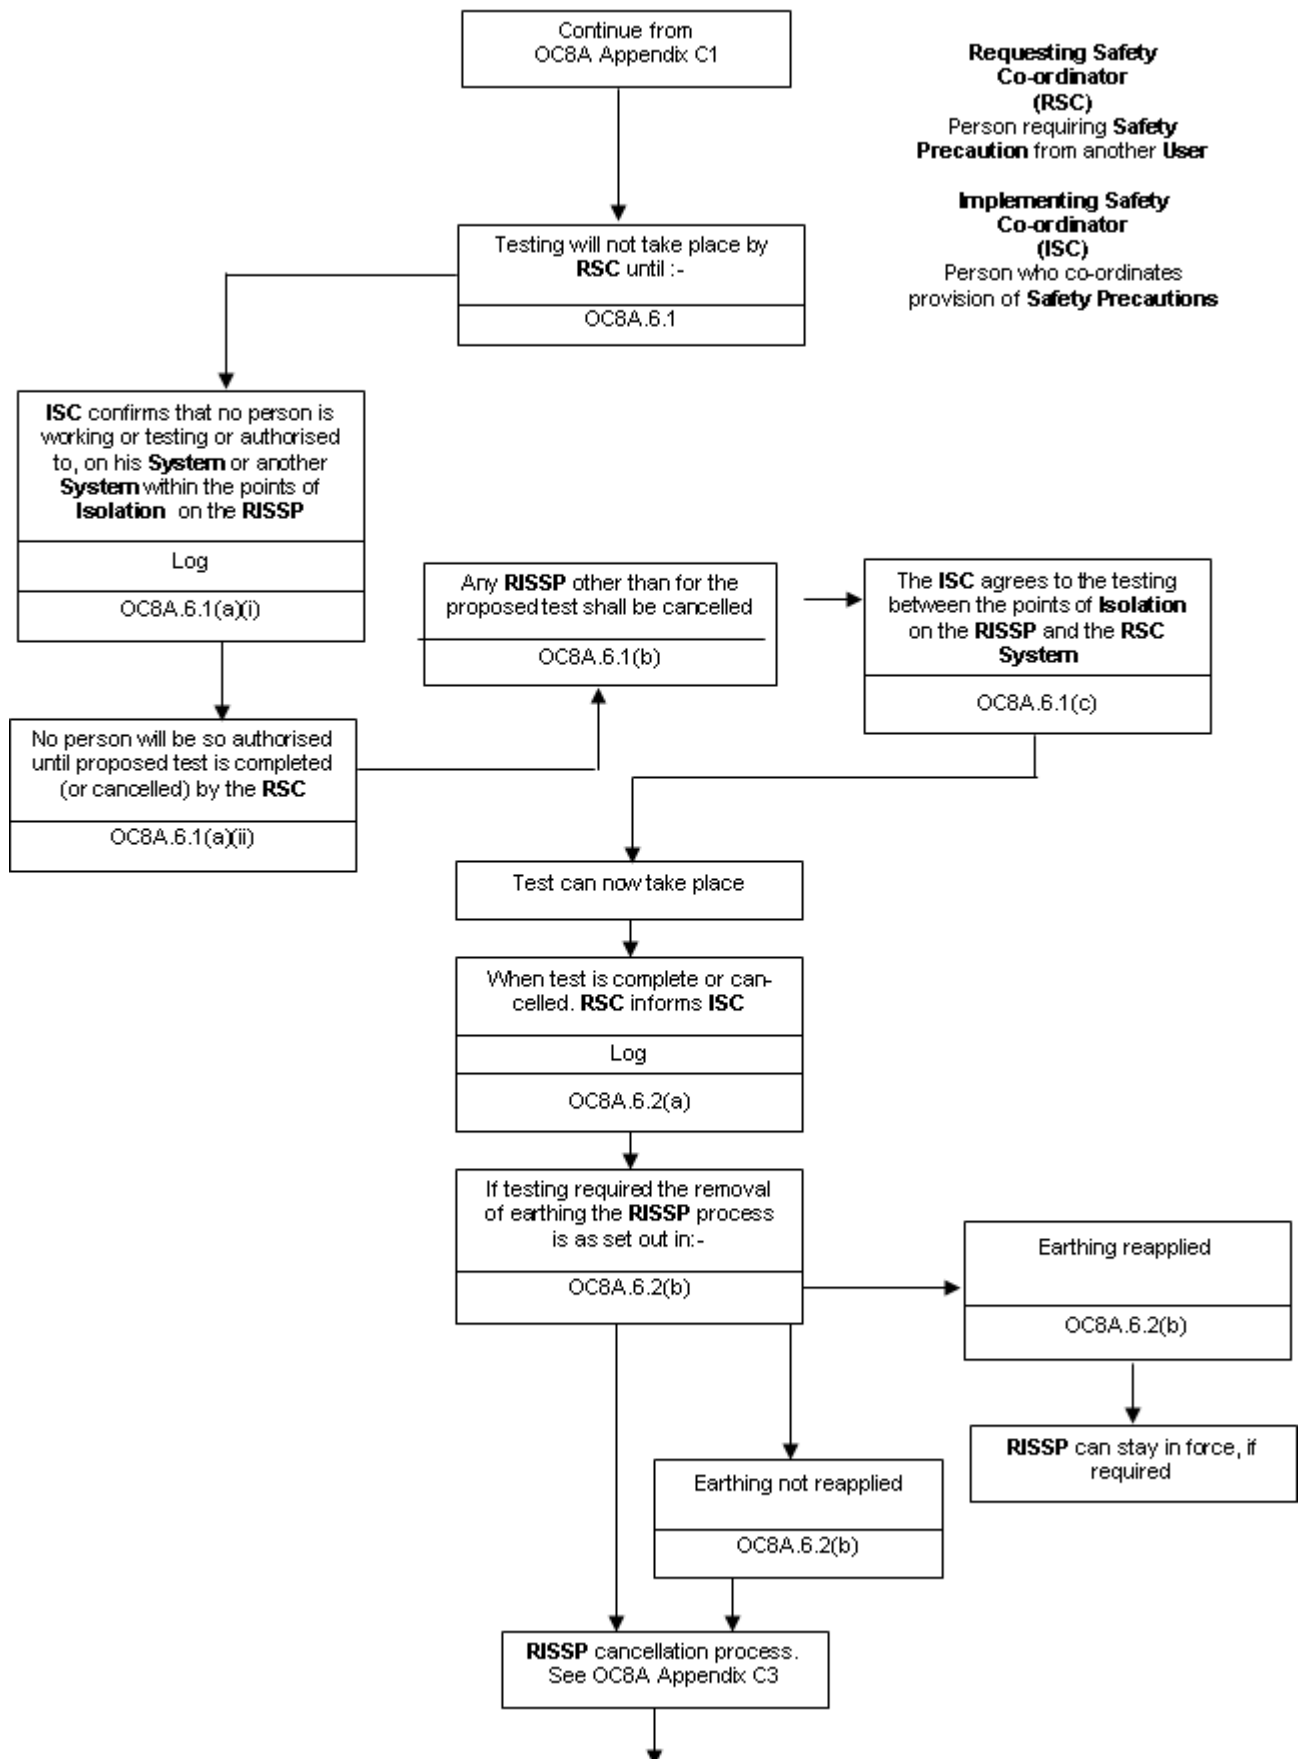 Continue from
OC8A Appendix C1
Requesting Safety
Co-ordinator
(RSC)
Person requiring Safety
Precaution from another User
Implementing Safety
Co-ordinator
(ISC)
Person who co-ordinates
provision of Safety Precautions
Testing will not take place by
RSC until :-
OC8A.6.1
ISC confirms that no person is
working or testing or authorised
to, on his System or another
System within the points of
Isolation on the RISSP
Log
OC8A.6.1(a)(i)
No person will be so authorised
until proposed test is completed
(or cancelled) by the RSC
OC8A.6.1(a)(ii)
Any RISSP other than for the
proposed test shall be cancelled
OC8A.6.1(b)
The ISC agrees to the testing
between the points of Isolation
on the RISSP and the RSC
System
OC8A.6.1(c)
Test can now take place
When test is complete or can-
celled. RSC informs ISC
Log
OC8A.6.2(a)
If testing required the removal
of earthing the RISSP process
is as set out in:-
OC8A.6.2(b)
Earthing reapplied
OC8A.6.2(b)
RISSP can stay in force, if
required
Earthing not reapplied
OC8A.6.2(b)
RISSP cancellation process.
See OC8A Appendix C3